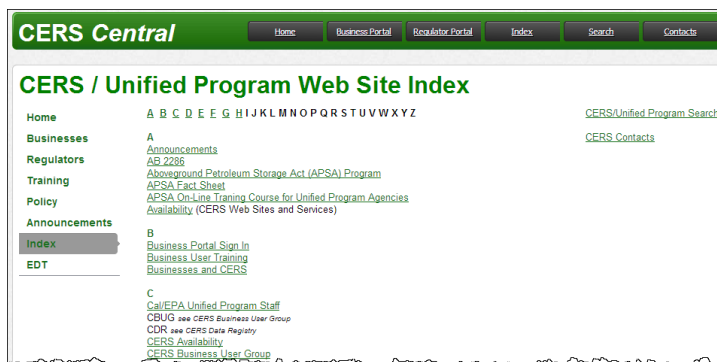 CERS Central
Home Business Portal Regulator Portal Index Search Contacts
CERS / Unified Program Web Site Index
Home
Businesses
Regulators
Training
Policy
Announcements
Index
EDT
A B C D E F G H I J K L M N O P Q R S T U V W X Y Z
A
Announcements
AB 2286
Aboveground Petroleum Storage Act (APSA) Program
APSA Fact Sheet
APSA On-Line Traning Course for Unified Program Agencies
Availability (CERS Web Sites and Services)
B
Business Portal Sign In
Business User Training
Businesses and CERS
C
Cal/EPA Unified Program Staff
CBUG see CERS Business User Group
CDR see CERS Data Registry
CERS Availability
CERS Business User Group
CERS/Unified Program Search
CERS Contacts